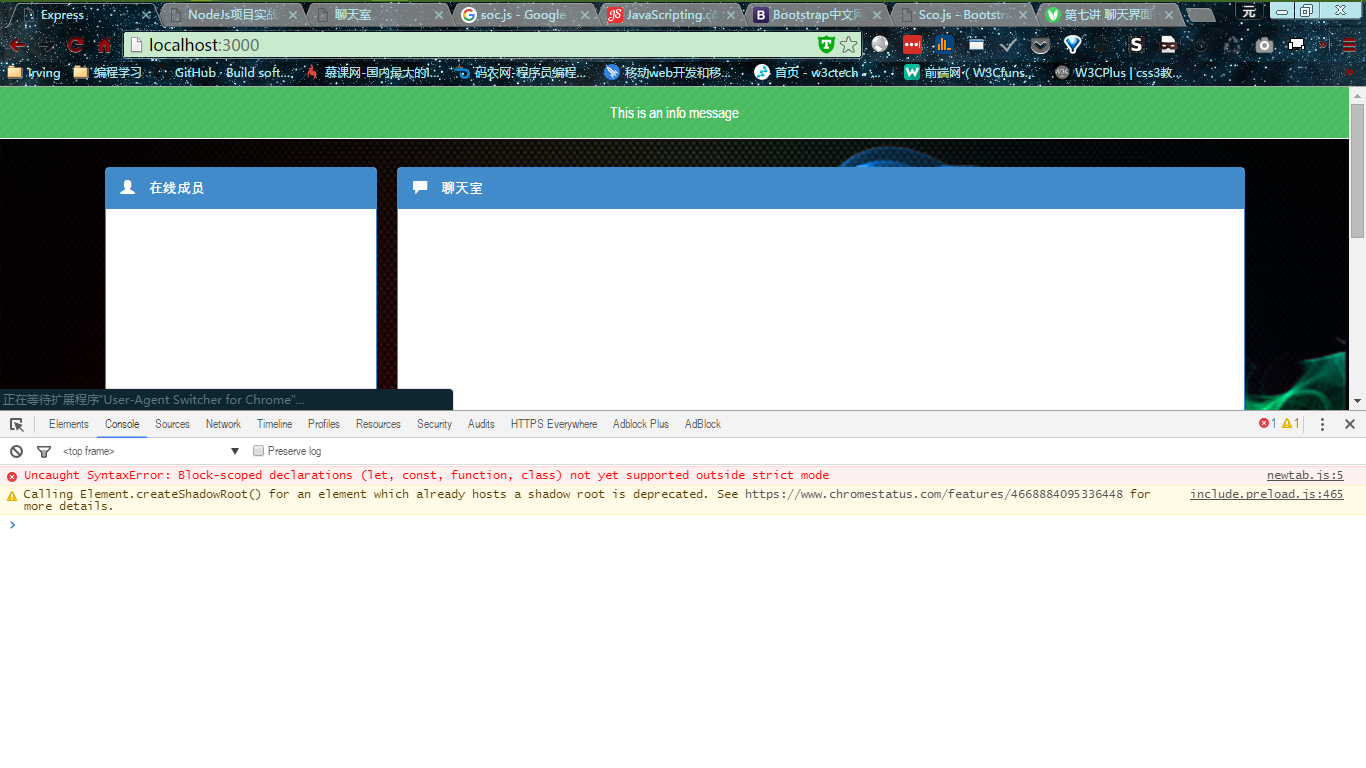 Express
NodeJs项目实战
聊天室
soc.js - Google
JavaScripting.c
Bootstrap中文网
Sco.js - Bootstra
第七讲 聊天界面
元
localhost:3000
Irving
编程学习
GitHub · Build soft....
慕课网-国内最大的I...
码农网-程序员编程...
移动web开发和移...
首页 - w3ctech - ...
前端网 ( W3Cfuns...
W3CPlus | css3教...
This is an info message
在线成员
聊天室
正在等待扩展程序“User-Agent Switcher for Chrome”...
Elements
Console
Sources
Network
Timeline
Profiles
Resources
Security
Audits
HTTPS Everywhere
Adblock Plus
AdBlock
1
1
<top frame>
Preserve log
Uncaught SyntaxError: Block-scoped declarations (let, const, function, class) not yet supported outside strict mode
newtab.js:5
Calling Element.createShadowRoot() for an element which already hosts a shadow root is deprecated. See https://www.chromestatus.com/features/4668884095336448 for
more details.
include.preload.js:465